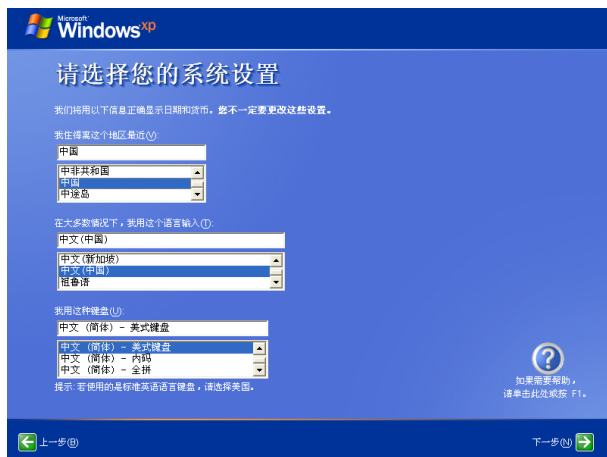 Microsoft
Windows xp
请选择您的系统设置
我们将用以下信息正确显示日期和货币。您不一定要更改这些设置。
我住得离这个地区最近(V):
中国
中非共和国
中国
中途岛
在大多数情况下，我用这个语言输入(T):
中文(中国)
中文(新加坡)
中文(中国)
祖鲁语
我用这种键盘(U):
中文 (简体) - 美式键盘
中文 (简体) - 美式键盘
中文 (简体) - 内码
中文 (简体) - 全拼
提示:若使用的是标准英语语言键盘，请选择美国。
如果需要帮助，
请单击此处或按 F1。
上一步(B)
下一步(N)